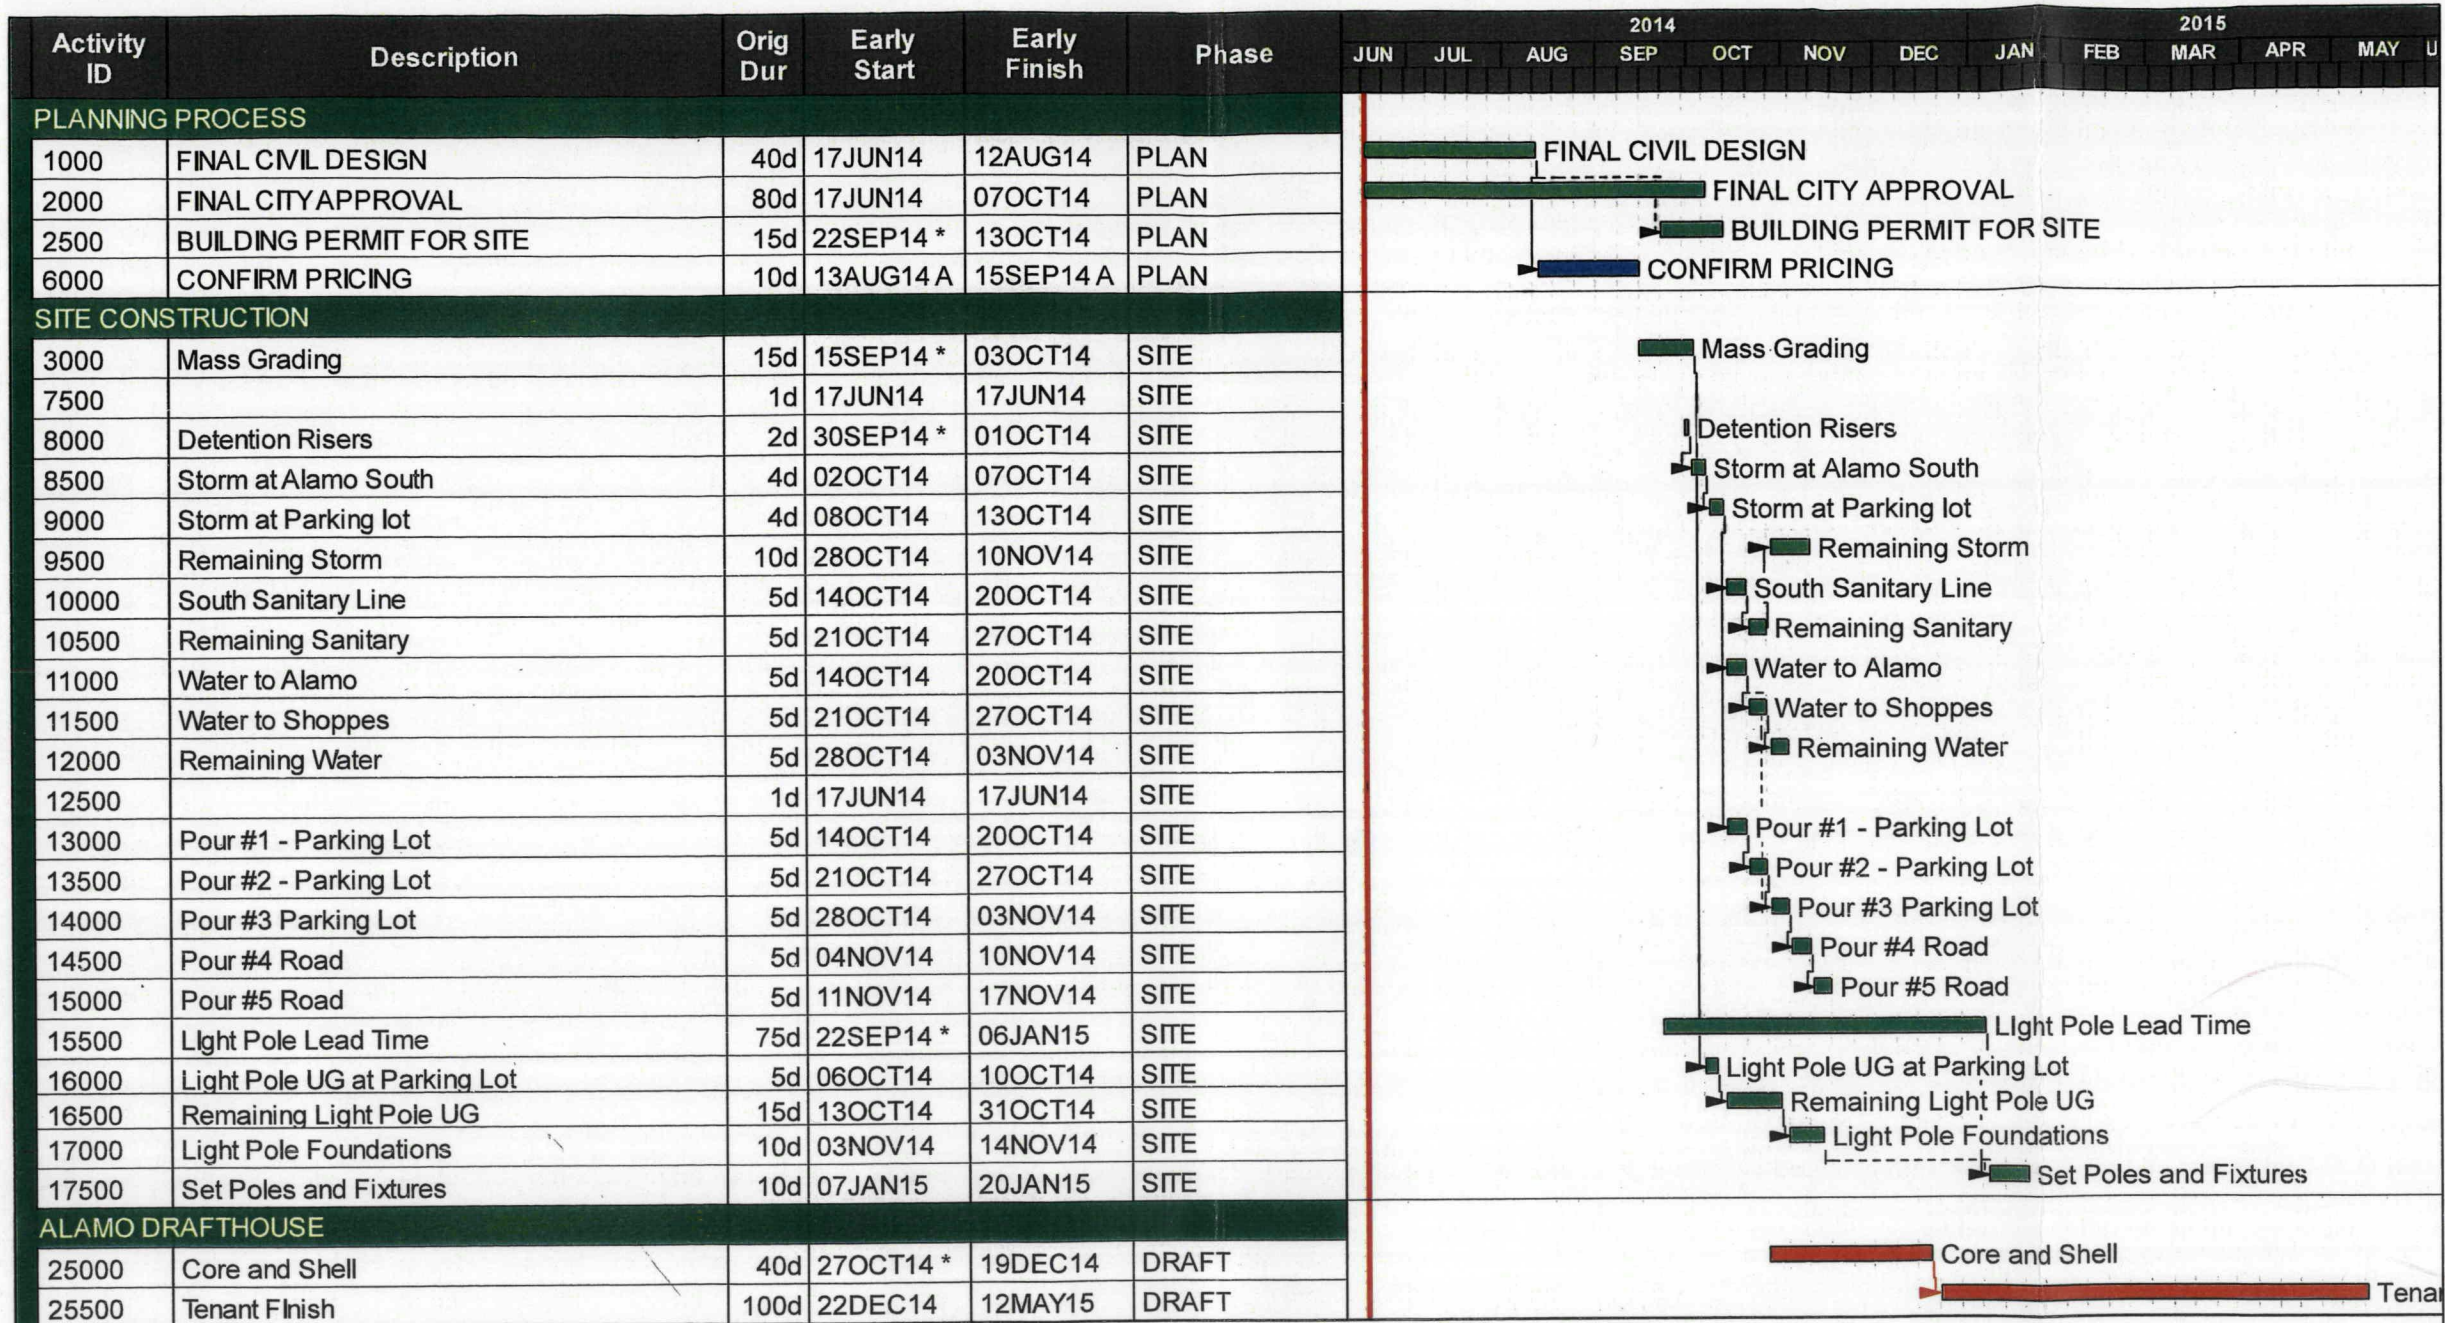 Activity ID Description Orig Dur Early Start Early Finish Phase 2014 2015
JUN JUL AUG SEP OCT NOV DEC JAN FEB MAR APR MAY U
PLANNING PROCESS
1000 FINAL CIVIL DESIGN 40d 17JUN14 12AUG14 PLAN FINAL CIVIL DESIGN
2000 FINAL CITY APPROVAL 80d 17JUN14 07OCT14 PLAN FINAL CITY APPROVAL
2500 BUILDING PERMIT FOR SITE 15d 22SEP14 * 13OCT14 PLAN BUILDING PERMIT FOR SITE
6000 CONFIRM PRICING 10d 13AUG14 A 15SEP14 A PLAN CONFIRM PRICING
SITE CONSTRUCTION
3000 Mass Grading 15d 15SEP14 * 03OCT14 SITE Mass Grading
7500 1d 17JUN14 17JUN14 SITE
8000 Detention Risers 2d 30SEP14 * 01OCT14 SITE Detention Risers
8500 Storm at Alamo South 4d 02OCT14 07OCT14 SITE Storm at Alamo South
9000 Storm at Parking lot 4d 08OCT14 13OCT14 SITE Storm at Parking lot
9500 Remaining Storm 10d 28OCT14 10NOV14 SITE Remaining Storm
10000 South Sanitary Line 5d 14OCT14 20OCT14 SITE South Sanitary Line
10500 Remaining Sanitary 5d 21OCT14 27OCT14 SITE Remaining Sanitary
11000 Water to Alamo 5d 14OCT14 20OCT14 SITE Water to Alamo
11500 Water to Shoppes 5d 21OCT14 27OCT14 SITE Water to Shoppes
12000 Remaining Water 5d 28OCT14 03NOV14 SITE Remaining Water
12500 1d 17JUN14 17JUN14 SITE
13000 Pour #1 - Parking Lot 5d 14OCT14 20OCT14 SITE Pour #1 - Parking Lot
13500 Pour #2 - Parking Lot 5d 21OCT14 27OCT14 SITE Pour #2 - Parking Lot
14000 Pour #3 Parking Lot 5d 28OCT14 03NOV14 SITE Pour #3 Parking Lot
14500 Pour #4 Road 5d 04NOV14 10NOV14 SITE Pour #4 Road
15000 Pour #5 Road 5d 11NOV14 17NOV14 SITE Pour #5 Road
15500 LIght Pole Lead Time 75d 22SEP14 * 06JAN15 SITE LIght Pole Lead Time
16000 Light Pole UG at Parking Lot 5d 06OCT14 10OCT14 SITE Light Pole UG at Parking Lot
16500 Remaining Light Pole UG 15d 13OCT14 31OCT14 SITE Remaining Light Pole UG
17000 Light Pole Foundations 10d 03NOV14 14NOV14 SITE Light Pole Foundations
17500 Set Poles and Fixtures 10d 07JAN15 20JAN15 SITE Set Poles and Fixtures
ALAMO DRAFTHOUSE
25000 Core and Shell 40d 27OCT14 * 19DEC14 DRAFT Core and Shell
25500 Tenant FInish 100d 22DEC14 12MAY15 DRAFT Tenan